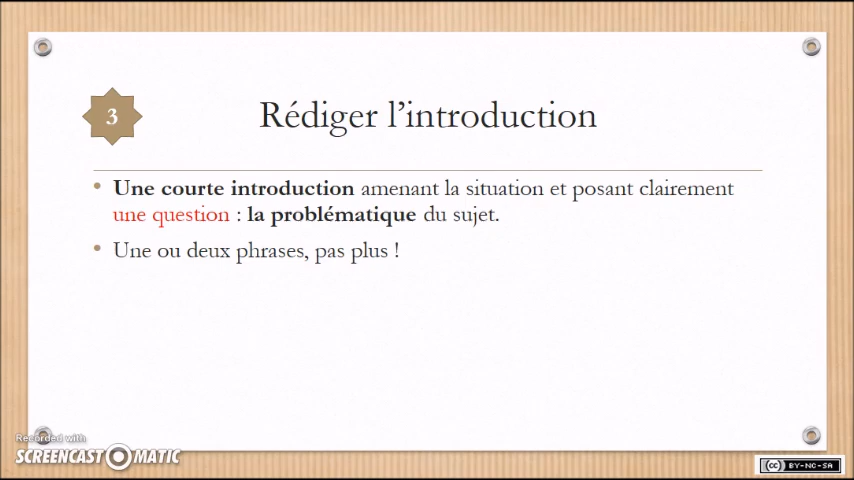 3
Rédiger l’introduction
• Une courte introduction amenant la situation et posant clairement
une question : la problématique du sujet.
• Une ou deux phrases, pas plus !
Recorded with
SCREENCAST MATIC
cc BY-NC-SA